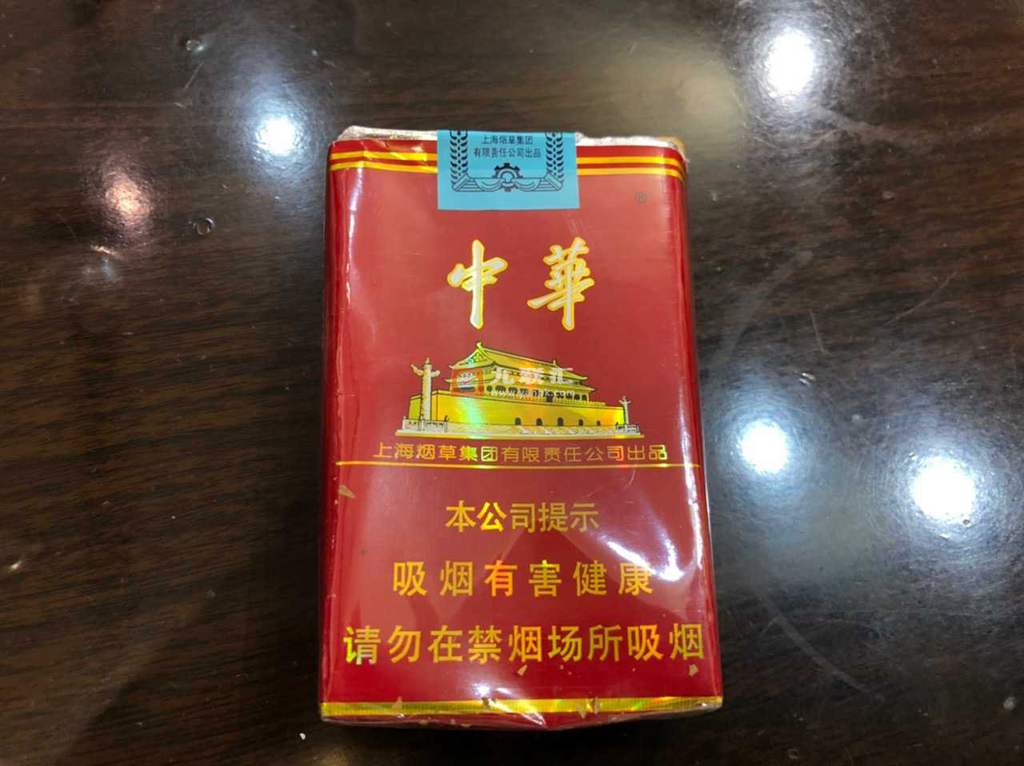 上海烟草集团
有限责任公司出品
®
中華
上海烟草集团有限责任公司出品
本公司提示
吸烟有害健康
请勿在禁烟场所吸烟